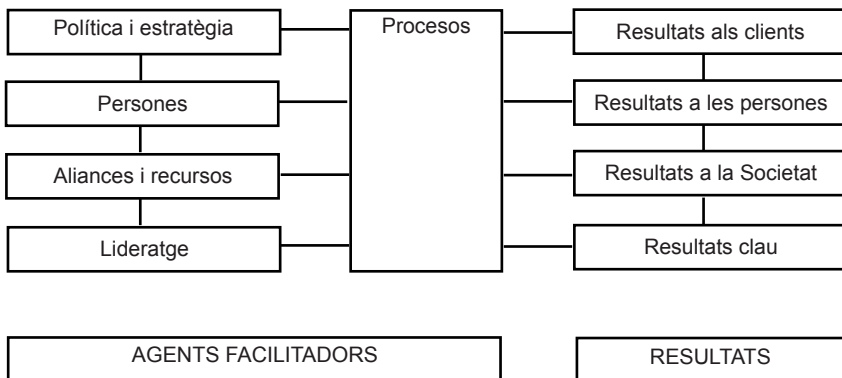 Política i estratègia
Persones
Aliances i recursos
Lideratge
Procesos
Resultats als clients
Resultats a les persones
Resultats a la Societat
Resultats clau
AGENTS FACILITADORS
RESULTATS